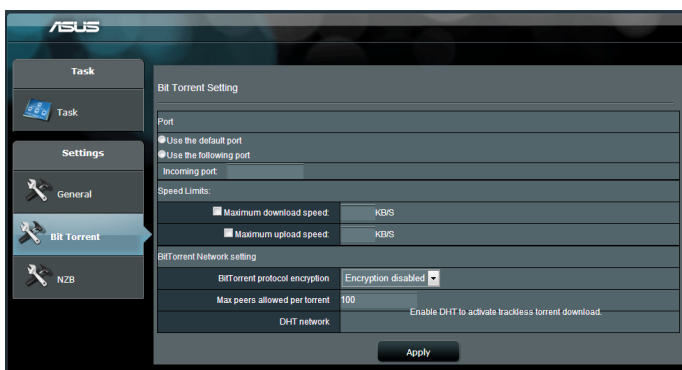 ASUS
Task
Task
Settings
General
Bit Torrent
NZB
Bit Torrent Setting
Port
Use the default port
Use the following port
Incoming port:
Speed Limits:
Maximum download speed: KB/S
Maximum upload speed: KB/S
BitTorrent Network setting
BitTorrent protocol encryption Encryption disabled
Max peers allowed per torrent 100
DHT network Enable DHT to activate trackless torrent download.
Apply